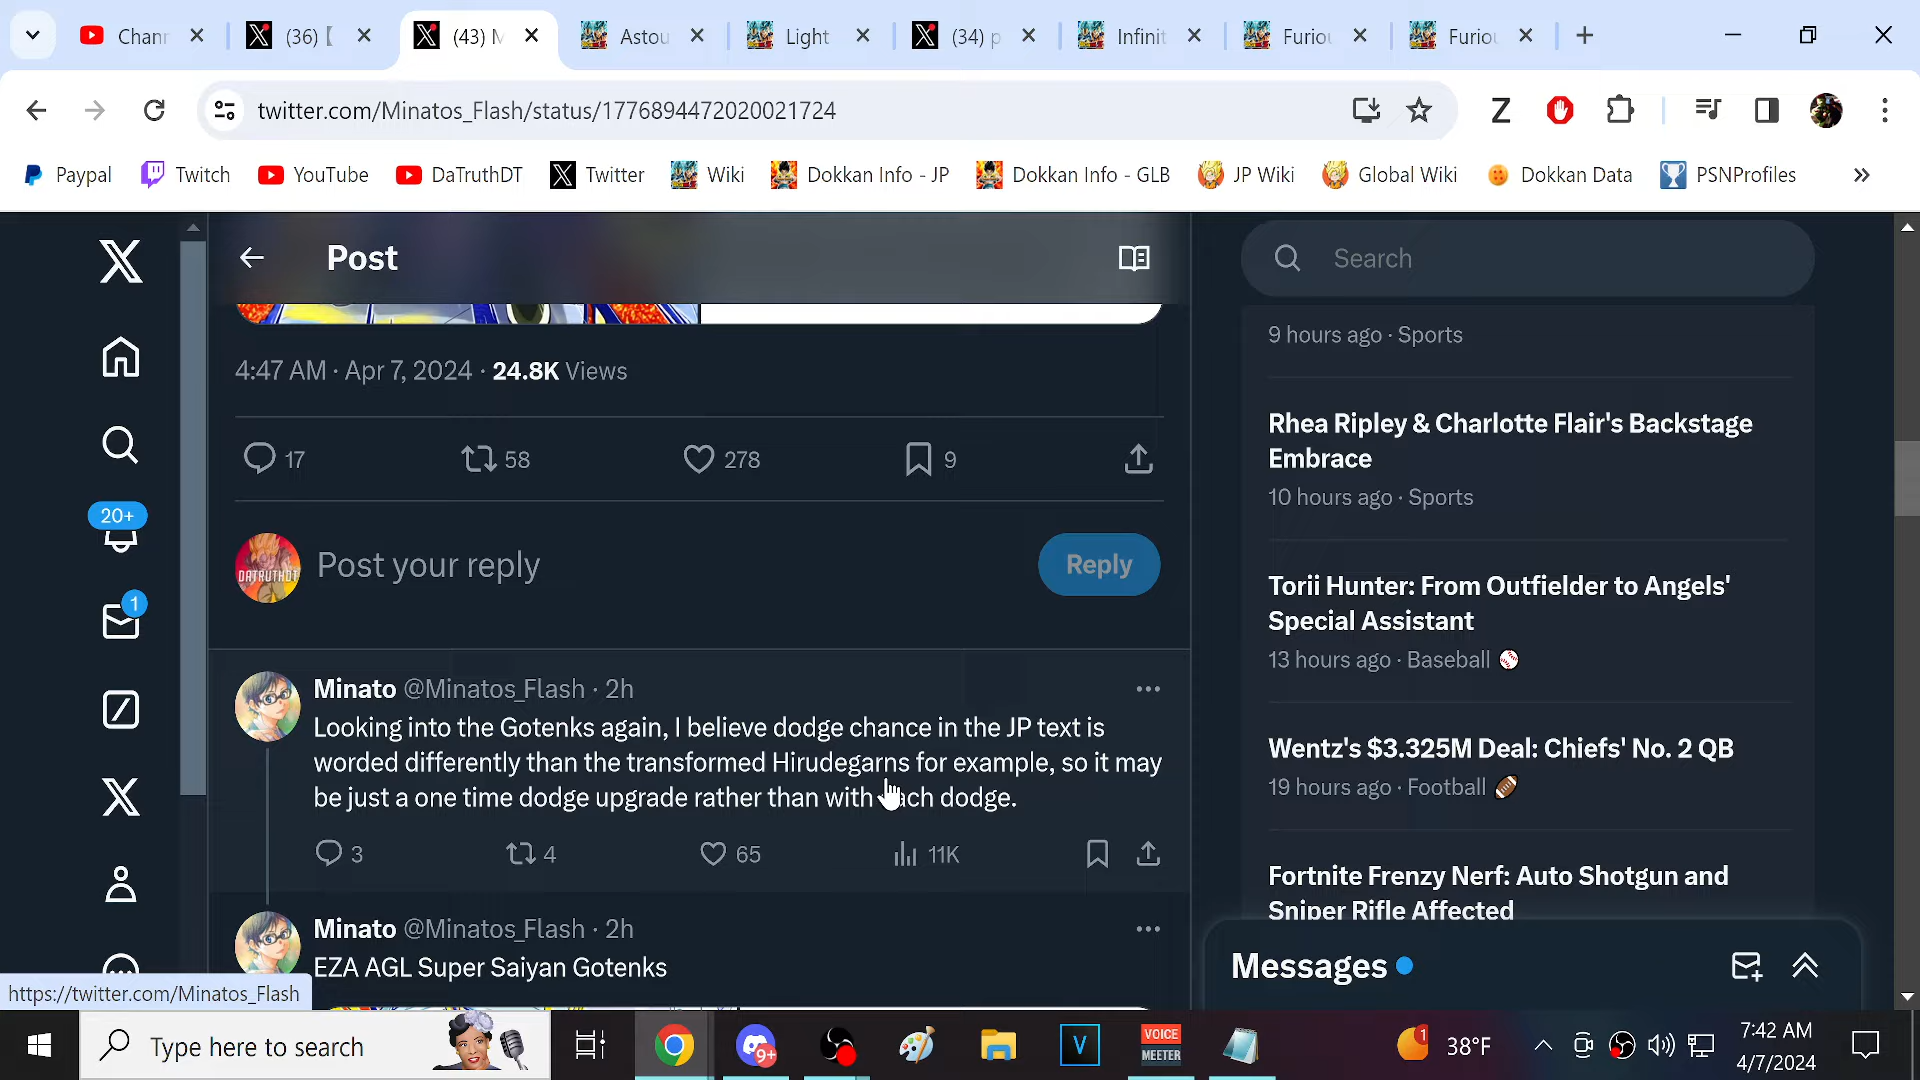 Chann
(36) [
(43) M
Astou
Light
(34) p
Infinit
Furiou
Furiou
twitter.com/Minatos_Flash/status/1776894472020021724
Z
Paypal
Twitch
YouTube
DaTruthDT
Twitter
Wiki
Dokkan Info - JP
Dokkan Info - GLB
JP Wiki
Global Wiki
Dokkan Data
PSNProfiles
Post
Search
4:47 AM · Apr 7, 2024 · 24.8K Views
17
58
278
9
DATRUTHDT
Post your reply
Reply
20+
1
Minato @Minatos_Flash · 2h
Looking into the Gotenks again, I believe dodge chance in the JP text is
worded differently than the transformed Hirudegarns for example, so it may
be just a one time dodge upgrade rather than with each dodge.
3
4
65
11K
Minato @Minatos_Flash · 2h
EZA AGL Super Saiyan Gotenks
9 hours ago · Sports
Rhea Ripley & Charlotte Flair's Backstage
Embrace
10 hours ago · Sports
Torii Hunter: From Outfielder to Angels'
Special Assistant
13 hours ago · Baseball
Wentz's $3.325M Deal: Chiefs' No. 2 QB
19 hours ago · Football
Fortnite Frenzy Nerf: Auto Shotgun and
Sniper Rifle Affected
Messages
https://twitter.com/Minatos_Flash
Type here to search
9+
V
VOICE
MEETER
1
38°F
7:42 AM
4/7/2024